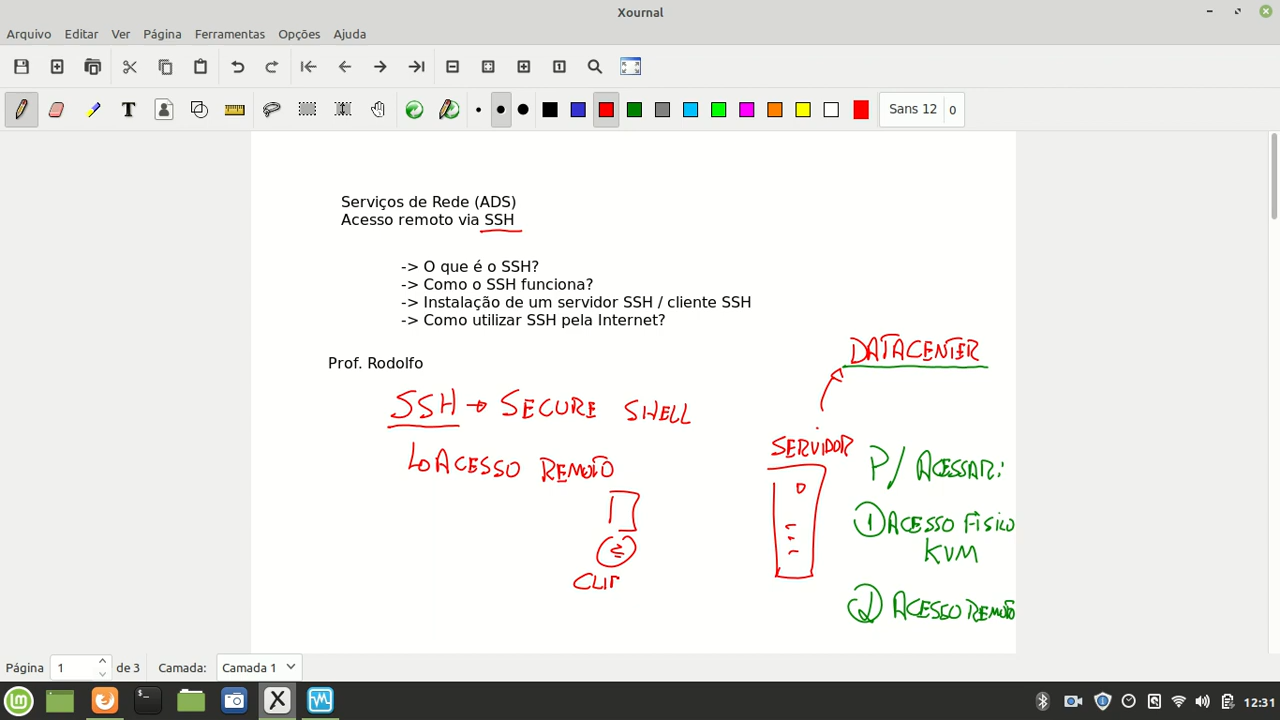 Xournal
Arquivo Editar Ver Página Ferramentas Opções Ajuda
Sans 12 0
Serviços de Rede (ADS)
Acesso remoto via SSH
-> O que é o SSH?
-> Como o SSH funciona?
-> Instalação de um servidor SSH / cliente SSH
-> Como utilizar SSH pela Internet?
Prof. Rodolfo
DATACENTER
SSH → SECURE SHELL
SERVIDOR
ACESSO REMOTO
P/ ACESSAR:
① ACESSO FÍSICO
KVM
CLI
② ACESSO REMOTO
Página 1 de 3 Camada: Camada 1
12:31